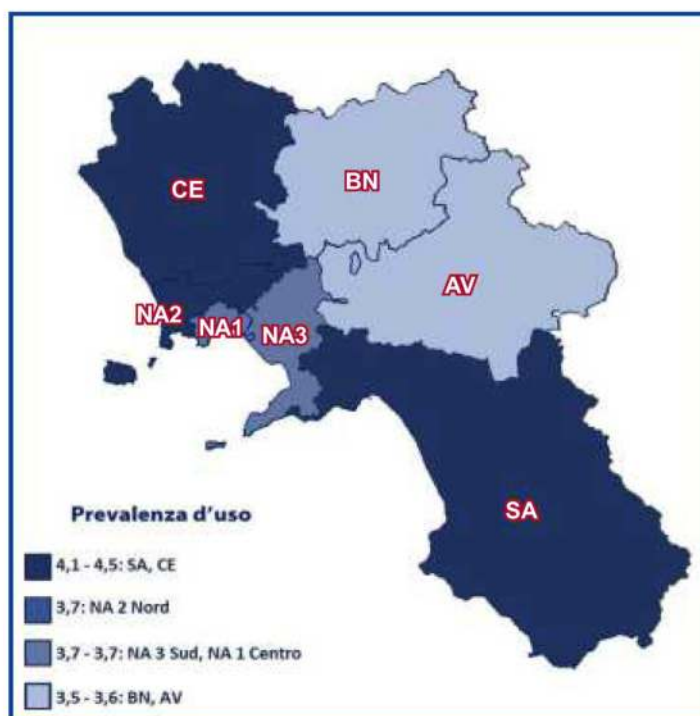 CE
BN
AV
NA2
NA1
NA3
SA
Prevalenza d'uso
4,1 - 4,5: SA, CE
3,7: NA 2 Nord
3,7 - 3,7: NA 3 Sud, NA 1 Centro
3,5 - 3,6: BN, AV